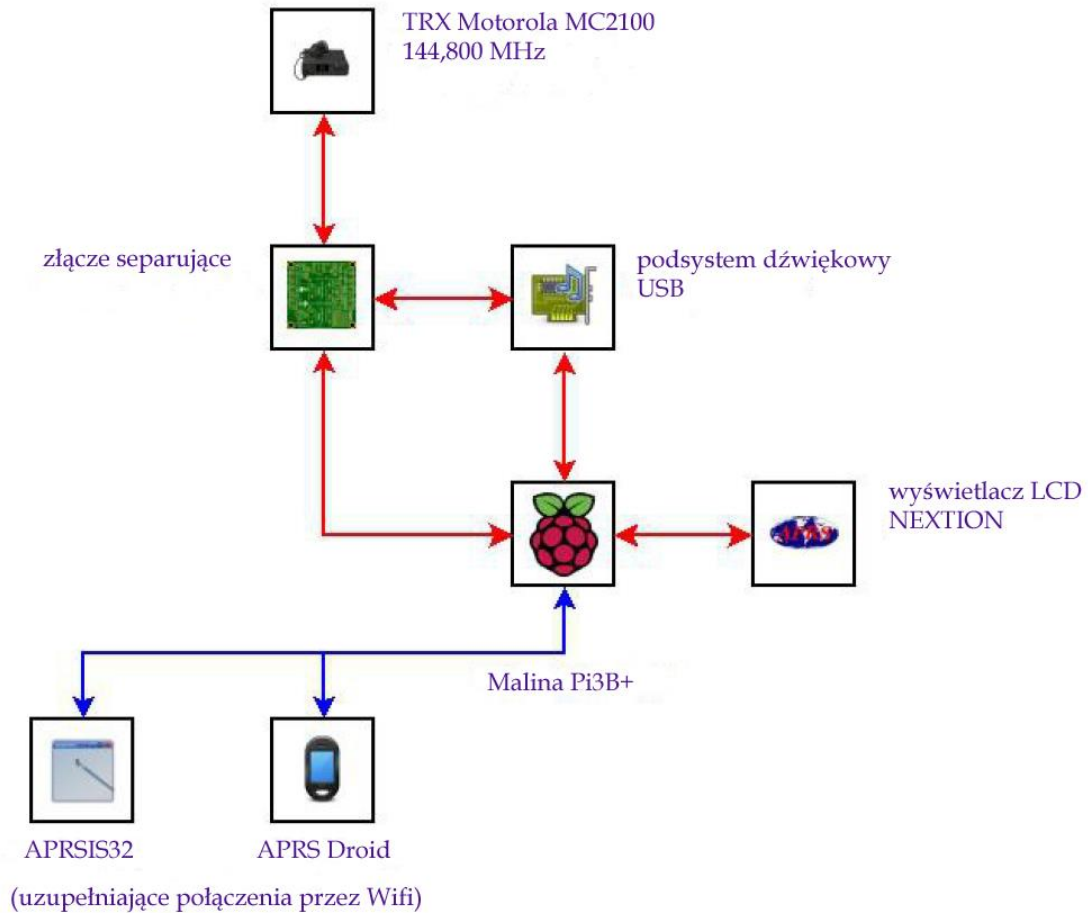 TRX Motorola MC2100
144,800 MHz
złącze separujące
podsystem dźwiękowy
USB
wyświetlacz LCD
NEXTION
APRS
Malina Pi3B+
APRSIS32
APRS Droid
(uzupełniające połączenia przez Wifi)